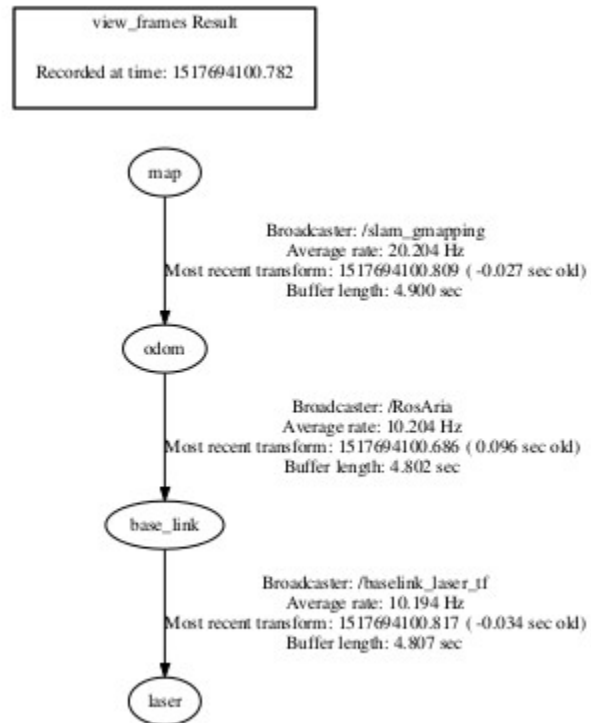 view_frames Result
Recorded at time: 1517694100.782
map
Broadcaster: /slam_gmapping
Average rate: 20.204 Hz
Most recent transform: 1517694100.809 ( -0.027 sec old)
Buffer length: 4.900 sec
odom
Broadcaster: /RosAria
Average rate: 10.204 Hz
Most recent transform: 1517694100.686 ( 0.096 sec old)
Buffer length: 4.802 sec
base_link
Broadcaster: /baselink_laser_tf
Average rate: 10.194 Hz
Most recent transform: 1517694100.817 ( -0.034 sec old)
Buffer length: 4.807 sec
laser